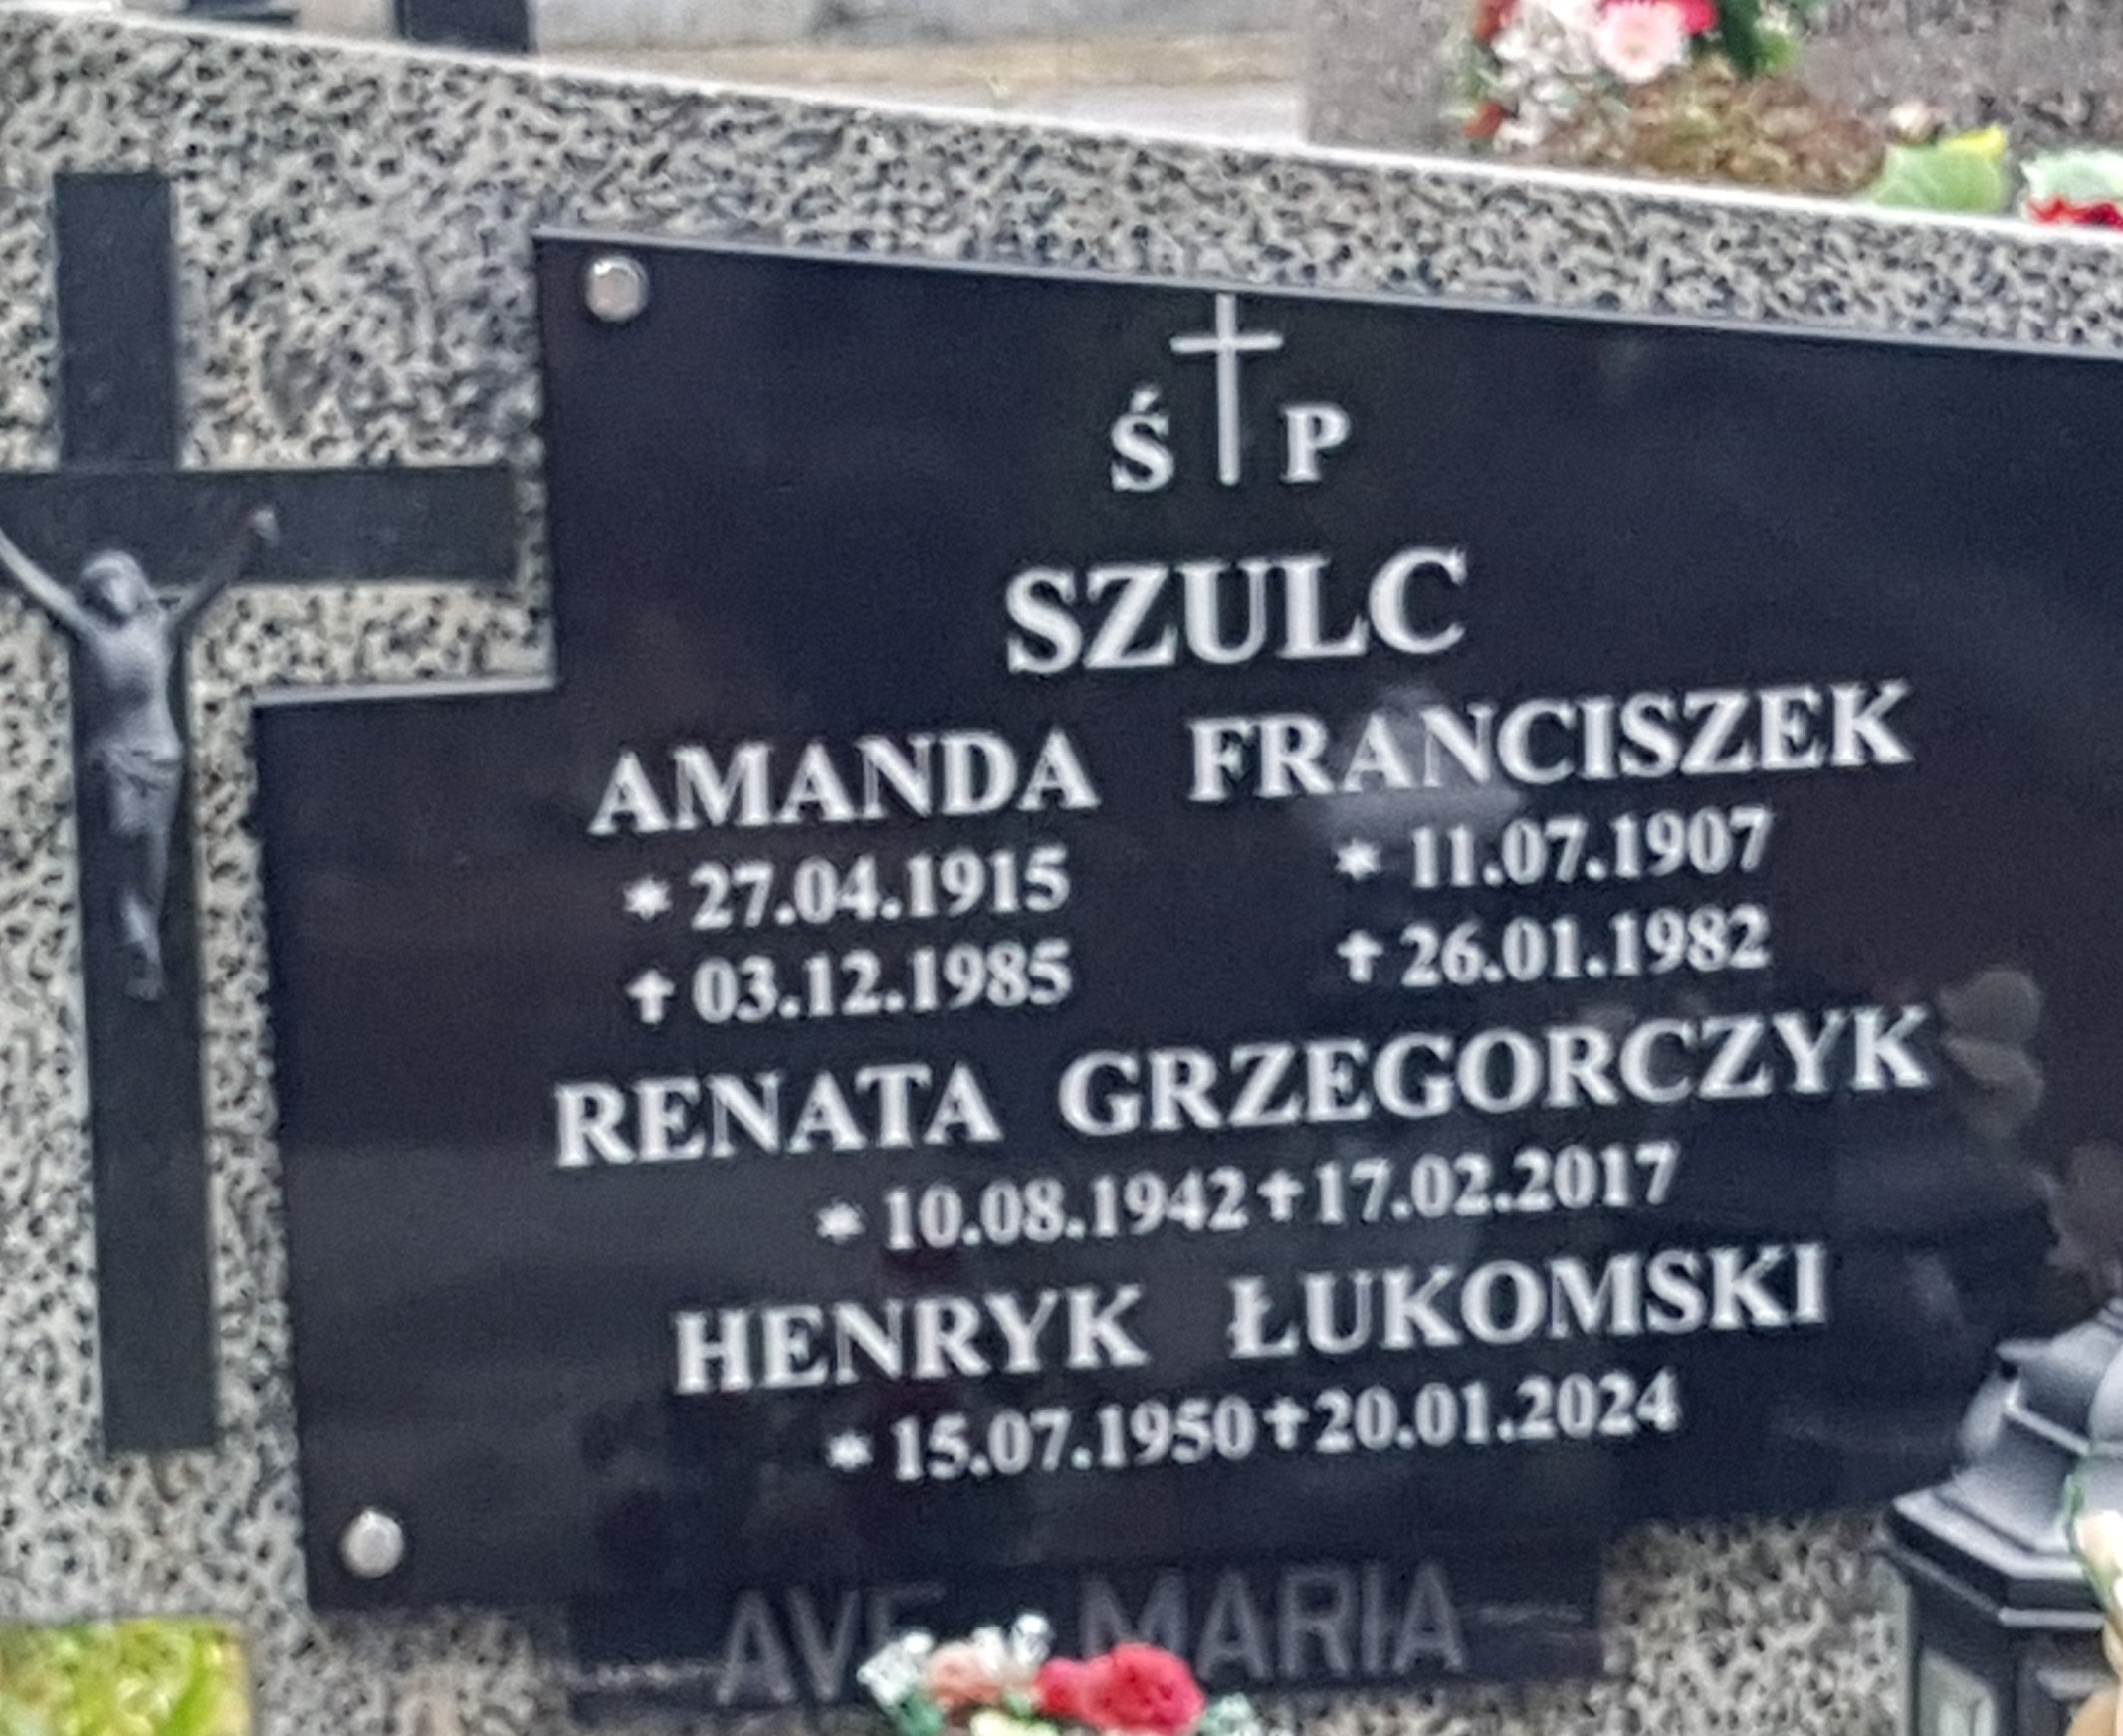 Ś P
SZULC
AMANDA FRANCISZEK
* 27.04.1915 * 11.07.1907
† 03.12.1985 † 26.01.1982
RENATA GRZEGORCZYK
* 10.08.1942 † 17.02.2017
HENRYK ŁUKOMSKI
* 15.07.1950 † 20.01.2024
AVE MARIA